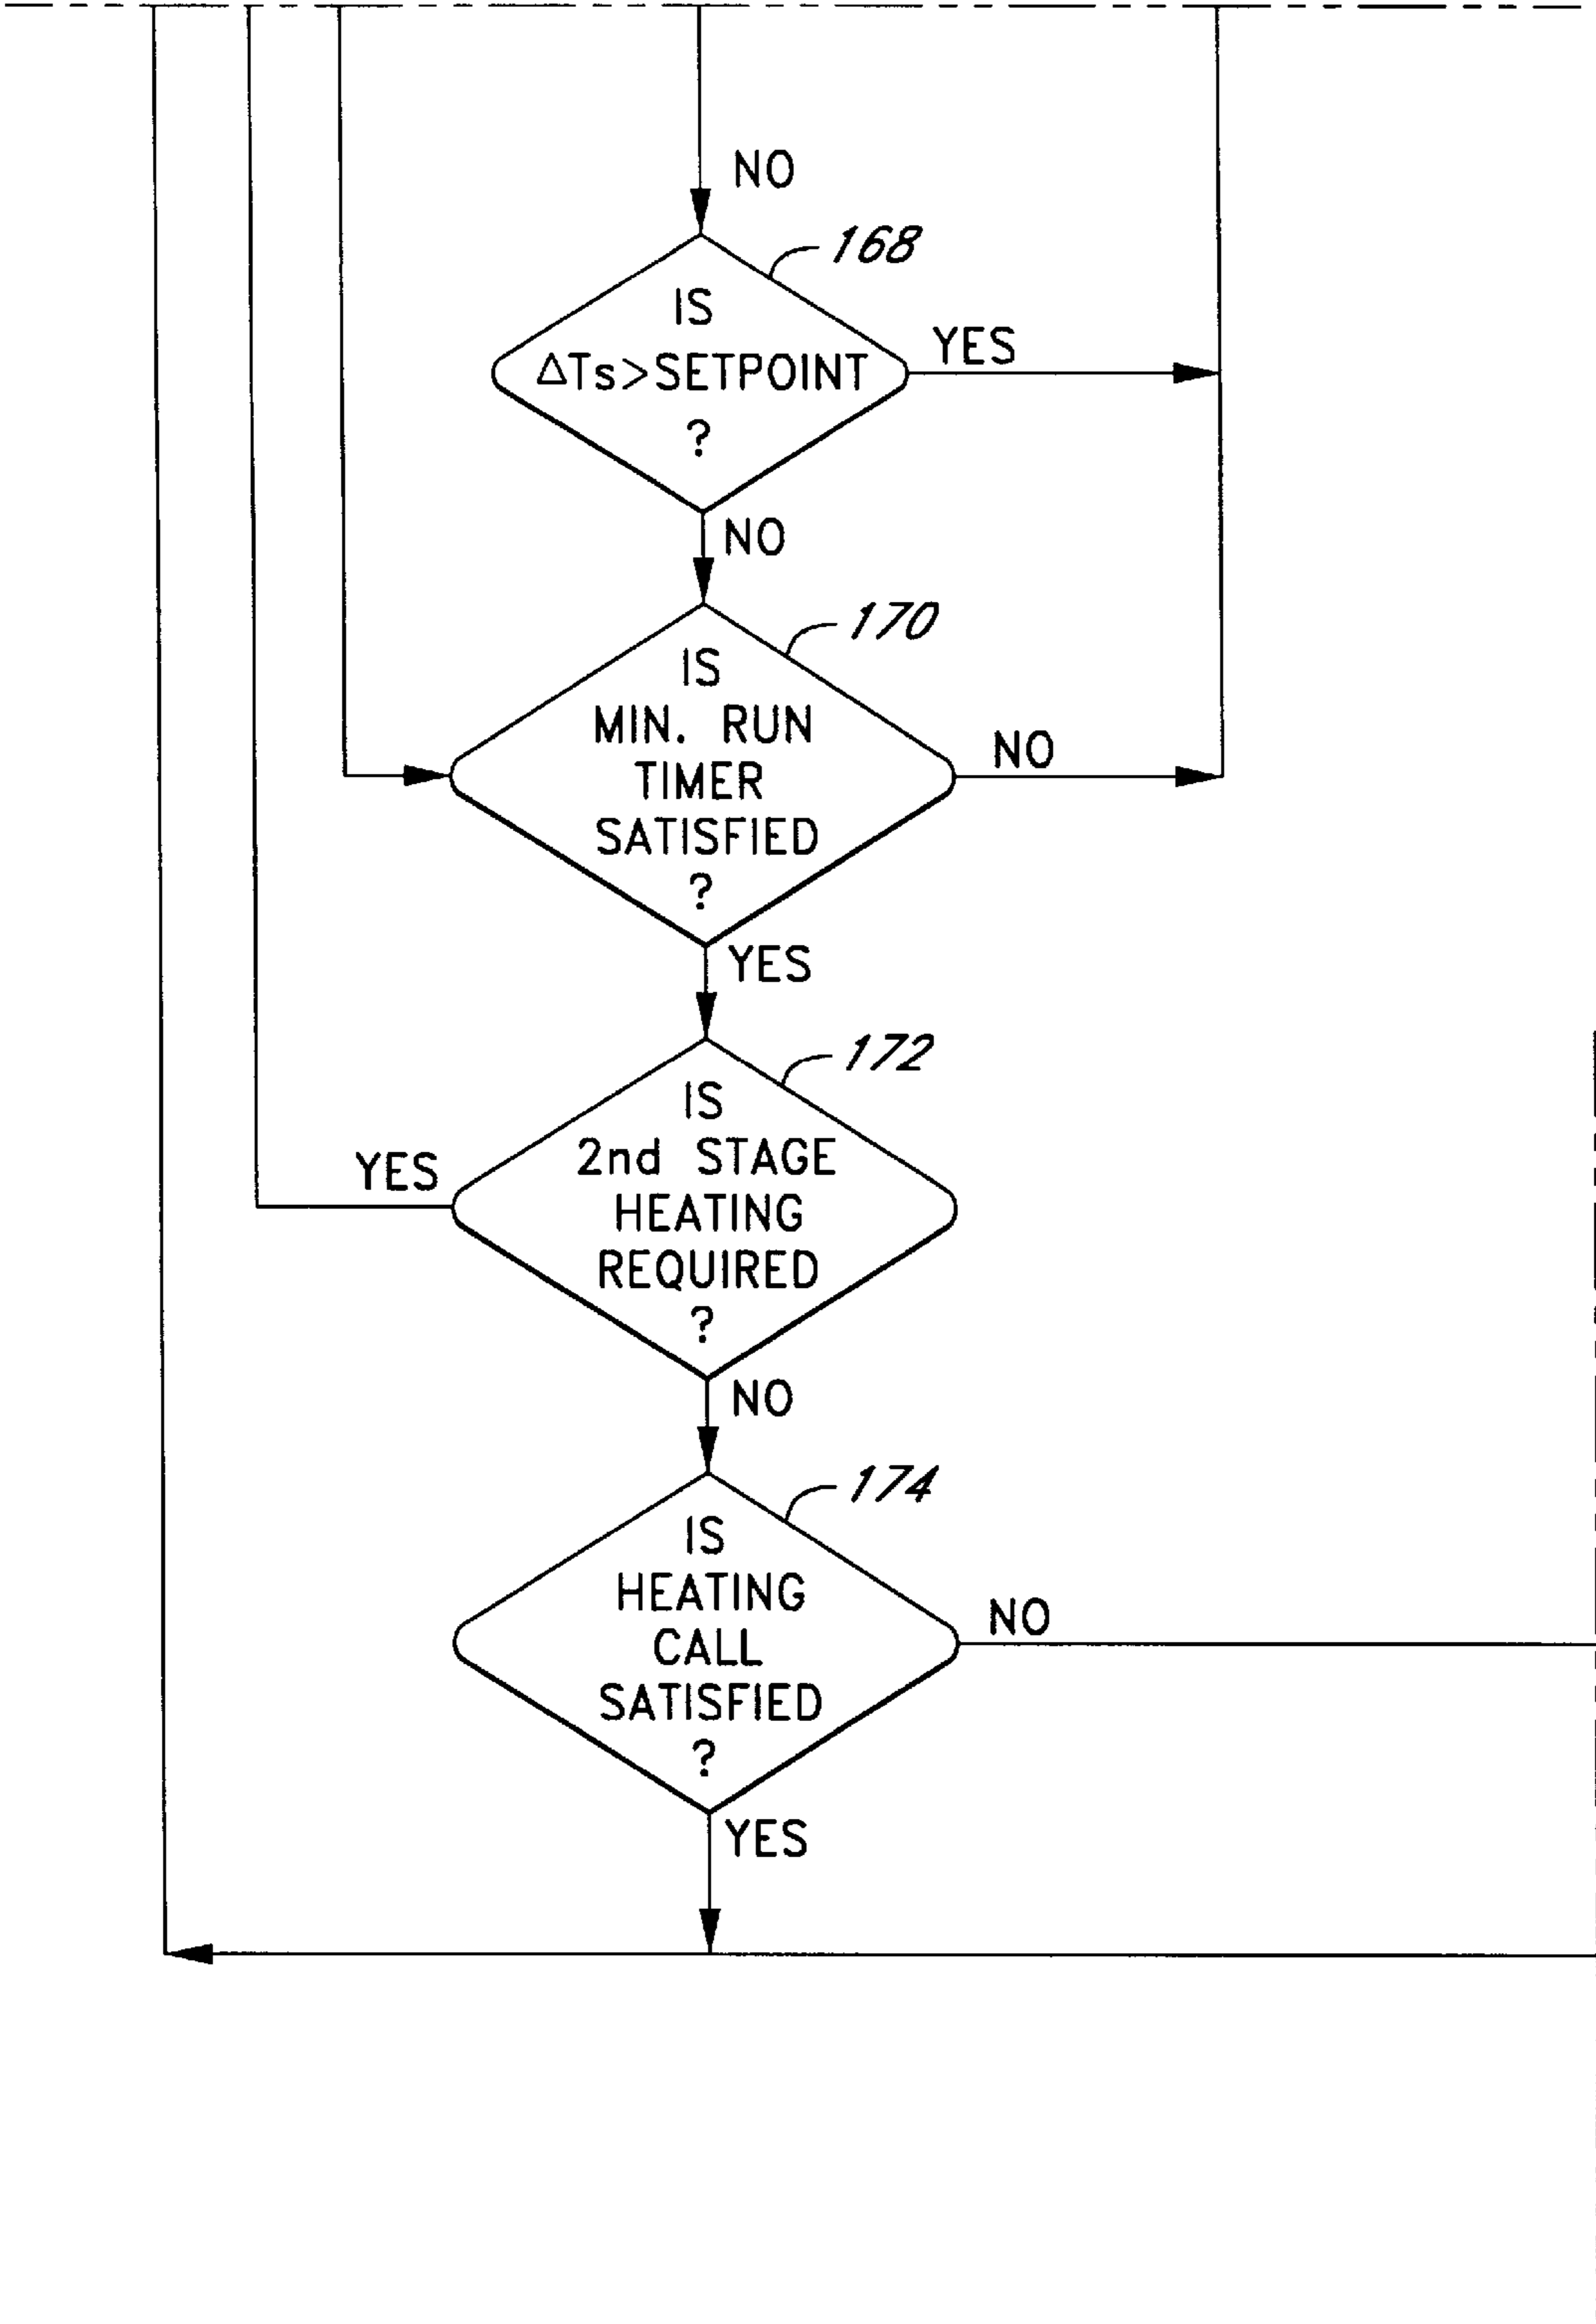 NO
168
IS
ΔTs>SETPOINT
?
YES
NO
170
IS
MIN. RUN
TIMER
SATISFIED
?
NO
YES
172
IS
2nd STAGE
HEATING
REQUIRED
?
YES
NO
174
IS
HEATING
CALL
SATISFIED
?
NO
YES